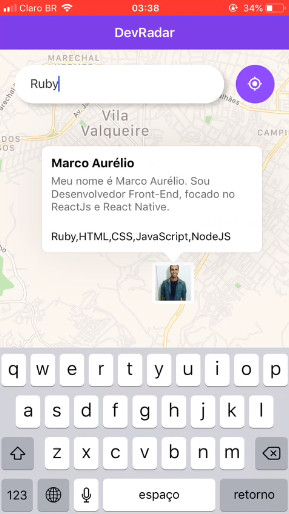 Claro BR 03:38 34%
DevRadar
MARECHAL
Ruby
Vila
Valqueire
CAMPI
Marco Aurélio
Meu nome é Marco Aurélio. Sou
Desenvolvedor Front-End, focado no
ReactJs e React Native.
Ruby,HTML,CSS,JavaScript,NodeJS
q w e r t y u i o p
a s d f g h j k l
z x c v b n m
123 espaço retorno